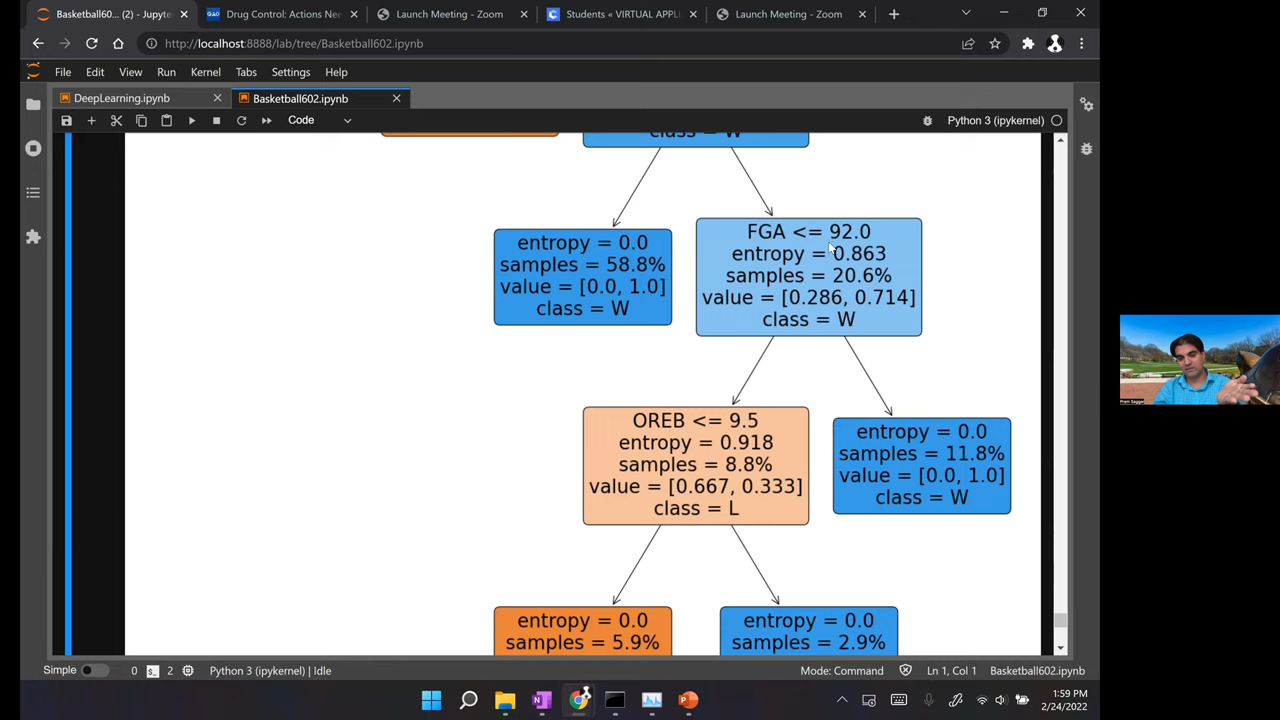 Basketball60... (2) - Jupyte
Drug Control: Actions Nee
Launch Meeting - Zoom
Students « VIRTUAL APPL
Launch Meeting - Zoom
http://localhost:8888/lab/tree/Basketball602.ipynb
File Edit View Run Kernel Tabs Settings Help
DeepLearning.ipynb
Basketball602.ipynb
Code
Python 3 (ipykernel)
class = W
entropy = 0.0
samples = 58.8%
value = [0.0, 1.0]
class = W
FGA <= 92.0
entropy = 0.863
samples = 20.6%
value = [0.286, 0.714]
class = W
OREB <= 9.5
entropy = 0.918
samples = 8.8%
value = [0.667, 0.333]
class = L
entropy = 0.0
samples = 11.8%
value = [0.0, 1.0]
class = W
entropy = 0.0
samples = 5.9%
entropy = 0.0
samples = 2.9%
Simple 0 2 Python 3 (ipykernel) | Idle
Mode: Command Ln 1, Col 1 Basketball602.ipynb
1:59 PM
2/24/2022